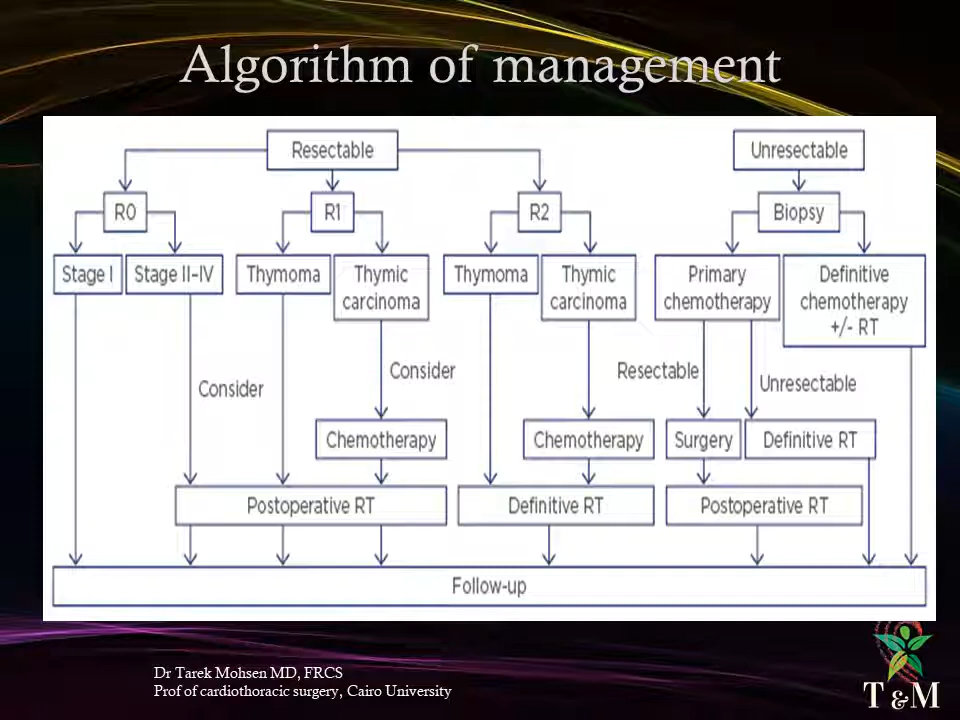 Algorithm of management
Resectable
Unresectable
R0
R1
R2
Biopsy
Stage I
Stage II–IV
Thymoma
Thymic
carcinoma
Thymoma
Thymic
carcinoma
Primary
chemotherapy
Definitive
chemotherapy
+/- RT
Consider
Consider
Resectable
Unresectable
Chemotherapy
Chemotherapy
Surgery
Definitive RT
Postoperative RT
Definitive RT
Postoperative RT
Follow-up
Dr Tarek Mohsen MD, FRCS
Prof of cardiothoracic surgery, Cairo University
T & M